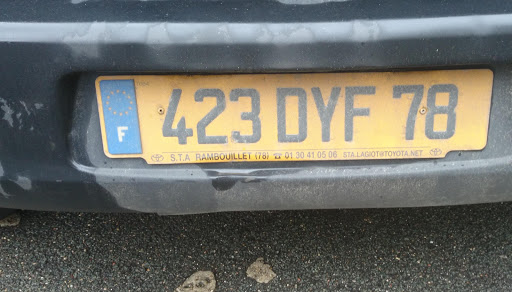 F 423 DYF 78
S.T.A RAMBOUILLET (78) ☎ 01 30 41 05 06 STA.LAGIOT@TOYOTA.NET